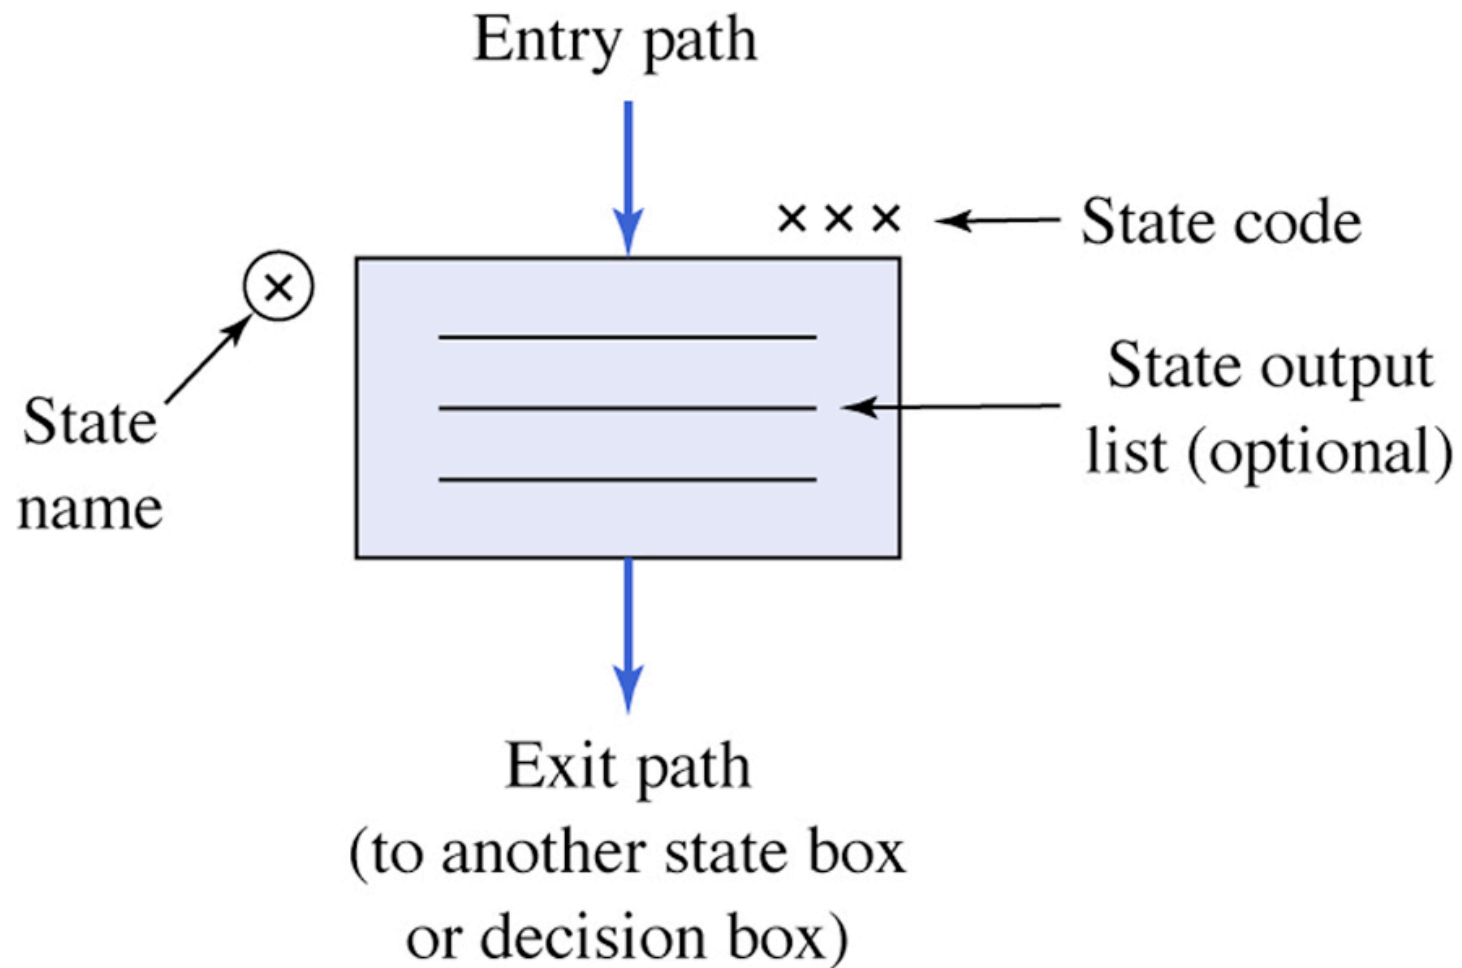 Entry path
× × ×
State code
×
State output
list (optional)
State
name
Exit path
(to another state box
or decision box)